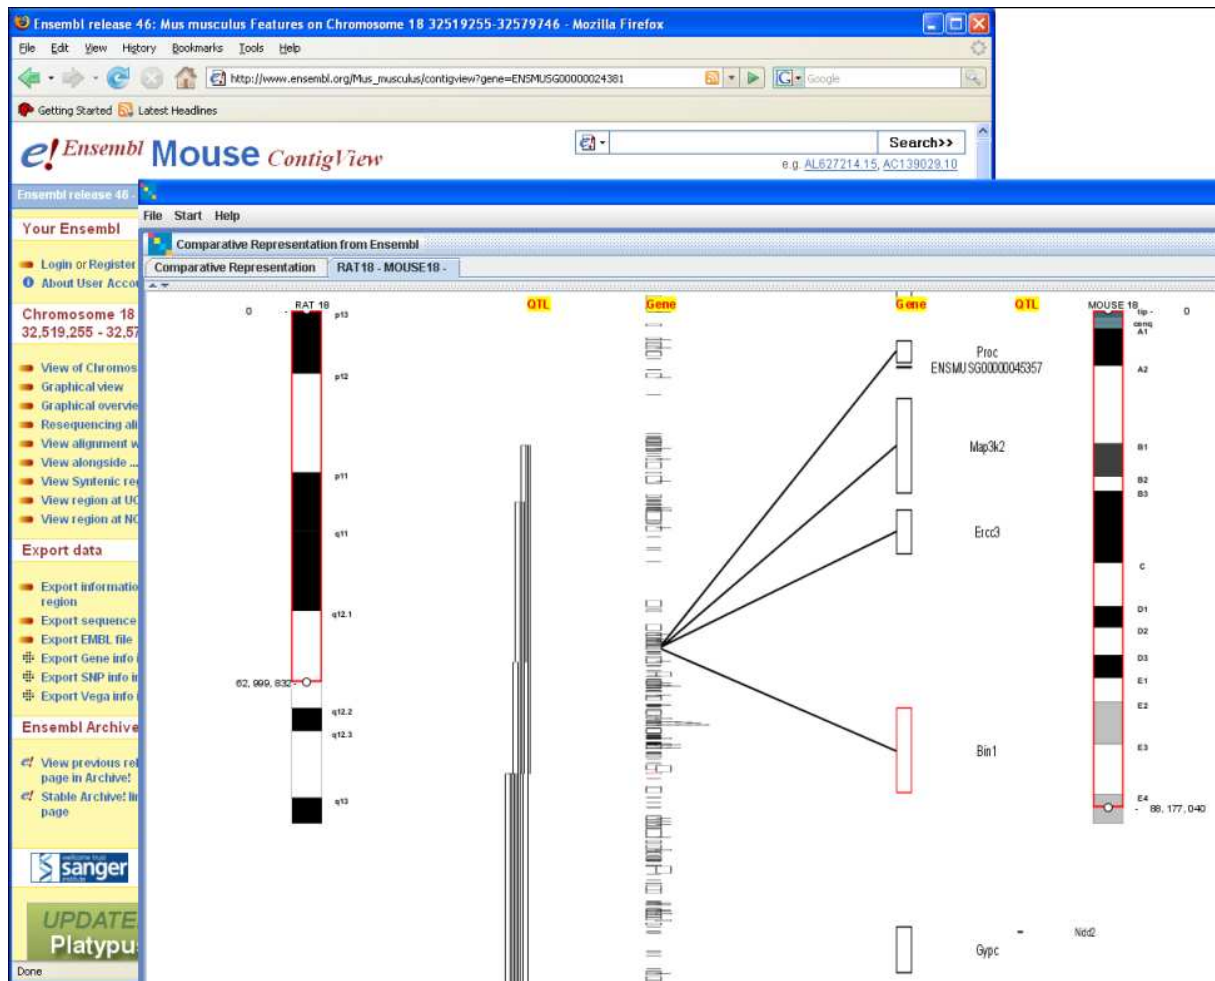 Ensembl release 46: Mus musculus Features on Chromosome 18 32519255-32579746 - Mozilla Firefox
File Edit View History Bookmarks Tools Help
http://www.ensembl.org/Mus_musculus/contigview?gene=ENSMUSG00000024381
G Google
Getting Started Latest Headlines
e! Ensembl Mouse ContigView
Search>>
e.g. AL627214.15, AC139029.10
Ensembl release 46 -
File Start Help
Comparative Representation from Ensembl
Comparative Representation RAT18 - MOUSE18 -
Your Ensembl
Login or Register
About User Accou
Chromosome 18
32,519,255 - 32,57
View of Chromos
Graphical view
Graphical overvie
Resequencing ali
View alignment w
View alongside ...
View Syntenic re
View region at UC
View region at NC
Export data
Export informatio
region
Export sequence
Export EMBL file
Export Gene info i
Export SNP info i
Export Vega info i
Ensembl Archive
e! View previous rel
page in Archive!
e! Stable Archive! lin
page
wellcome trust
sanger
institute
UPDATE
Platypu
Done
RAT 18 QTL Gene Gene QTL MOUSE 18
0 -
p13
p12
p11
q11
q12.1
62,999,832 -
q12.2
q12.3
q13
Proc
ENSMUSG00000045357
Map3k2
Ercc3
Bin1
Gypc
Ndd2
tip - 0
A1
A2
B1
B2
B3
C
D1
D2
D3
E1
E2
E3
E4
- 88,177,040